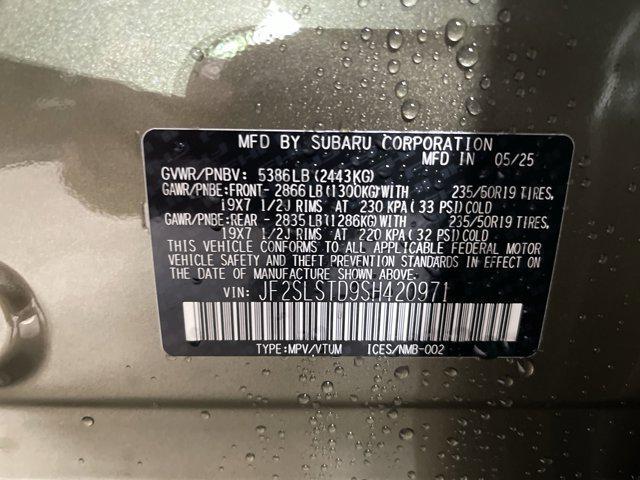 MFD BY SUBARU CORPORATION
MFD IN 05/25
GVWR/PNBV: 5386LB(2443KG)
GAWR/PNBE:FRONT- 2866LB(1300KG)WITH 235/50R19 TIRES,
19X7 1/2J RIMS AT 230 KPA(33 PSI)COLD
GAWR/PNBE:REAR - 2835LB(1286KG)WITH 235/50R19 TIRES,
19X7 1/2J RIMS AT 220 KPA(32 PSI)COLD
THIS VEHICLE CONFORMS TO ALL APPLICABLE FEDERAL MOTOR
VEHICLE SAFETY AND THEFT PREVENTION STANDARDS IN EFFECT
ON THE DATE OF MANUFACTURE SHOWN ABOVE.
VIN: JF2SLSTD9SH420971
TYPE:MPV/VTUM ICES/NMB-002